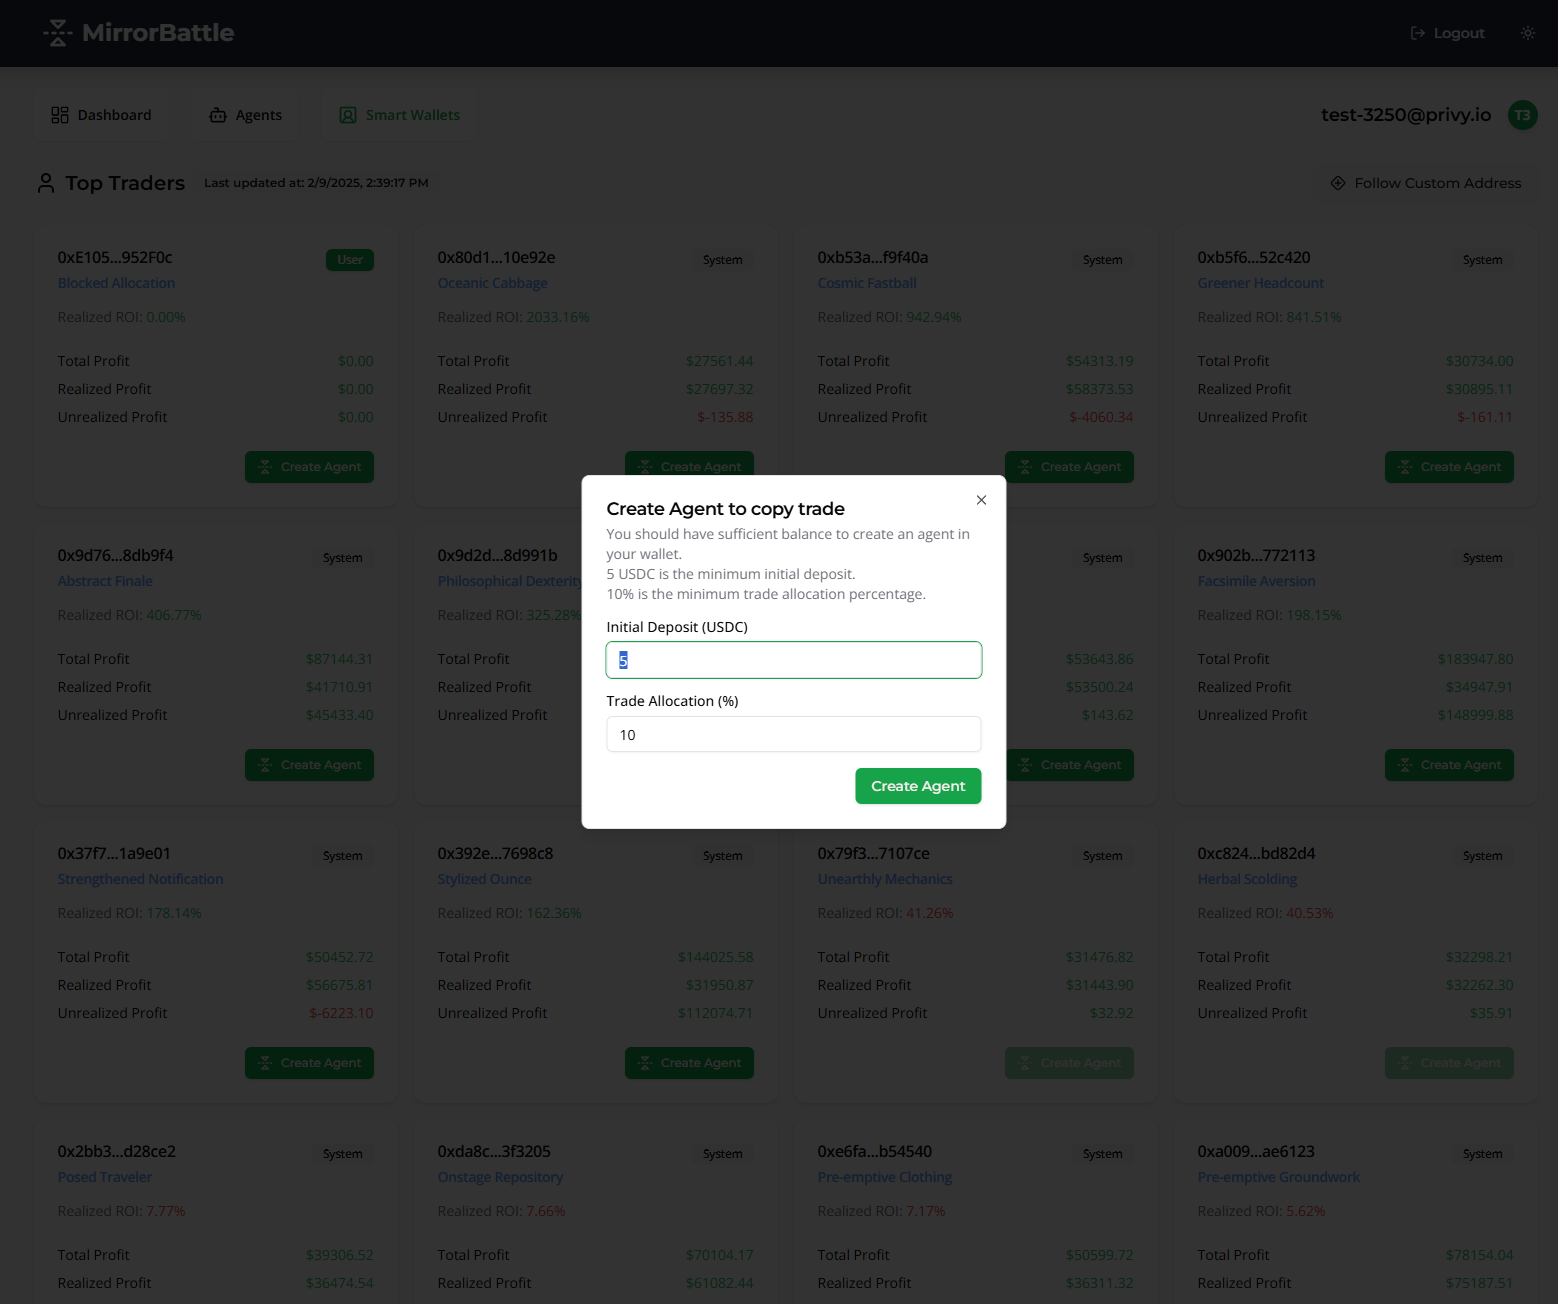 MirrorBattle
Logout
Dashboard
Agents
Smart Wallets
test-3250@privy.io
T3
Top Traders
Last updated at: 2/9/2025, 2:39:17 PM
Follow Custom Address
0xE105...952F0c
User
Blocked Allocation
Realized ROI: 0.00%
Total Profit $0.00
Realized Profit $0.00
Unrealized Profit $0.00
Create Agent
0x80d1...10e92e
System
Oceanic Cabbage
Realized ROI: 2033.16%
Total Profit $27561.44
Realized Profit $27697.32
Unrealized Profit $-135.88
Create Agent
0xb53a...f9f40a
System
Cosmic Fastball
Realized ROI: 942.94%
Total Profit $54313.19
Realized Profit $58373.53
Unrealized Profit $-4060.34
Create Agent
0xb5f6...52c420
System
Greener Headcount
Realized ROI: 841.51%
Total Profit $30734.00
Realized Profit $30895.11
Unrealized Profit $-161.11
Create Agent
0x9d76...8db9f4
System
Abstract Finale
Realized ROI: 406.77%
Total Profit $87144.31
Realized Profit $41710.91
Unrealized Profit $45433.40
Create Agent
0x9d2d...8d991b
Philosophical Dexterity
Realized ROI: 325.28%
Total Profit
Realized Profit
Unrealized Profit
Create Agent to copy trade
You should have sufficient balance to create an agent in
your wallet.
5 USDC is the minimum initial deposit.
10% is the minimum trade allocation percentage.
Initial Deposit (USDC)
5
Trade Allocation (%)
10
Create Agent
System
$53643.86
$53500.24
$143.62
Create Agent
0x902b...772113
System
Facsimile Aversion
Realized ROI: 198.15%
Total Profit $183947.80
Realized Profit $34947.91
Unrealized Profit $148999.88
Create Agent
0x37f7...1a9e01
System
Strengthened Notification
Realized ROI: 178.14%
Total Profit $50452.72
Realized Profit $56675.81
Unrealized Profit $-6223.10
Create Agent
0x392e...7698c8
System
Stylized Ounce
Realized ROI: 162.36%
Total Profit $144025.58
Realized Profit $31950.87
Unrealized Profit $112074.71
Create Agent
0x79f3...7107ce
System
Unearthly Mechanics
Realized ROI: 41.26%
Total Profit $31476.82
Realized Profit $31443.90
Unrealized Profit $32.92
Create Agent
0xc824...bd82d4
System
Herbal Scolding
Realized ROI: 40.53%
Total Profit $32298.21
Realized Profit $32262.30
Unrealized Profit $35.91
Create Agent
0x2bb3...d28ce2
System
Posed Traveler
Realized ROI: 7.77%
Total Profit $39306.52
Realized Profit $36474.54
0xda8c...3f3205
System
Onstage Repository
Realized ROI: 7.66%
Total Profit $70104.17
Realized Profit $61082.44
0xe6fa...b54540
System
Pre-emptive Clothing
Realized ROI: 7.17%
Total Profit $50599.72
Realized Profit $36311.32
0xa009...ae6123
System
Pre-emptive Groundwork
Realized ROI: 5.62%
Total Profit $78154.04
Realized Profit $75187.51